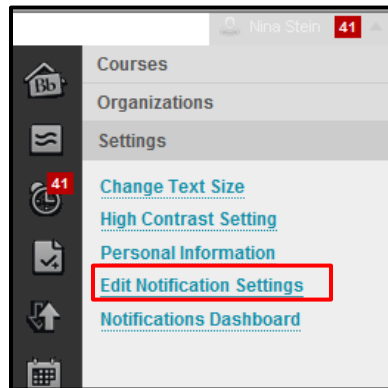 Nina Stein 41
Courses
Bb
Organizations
Settings
41
Change Text Size
High Contrast Setting
Personal Information
Edit Notification Settings
Notifications Dashboard